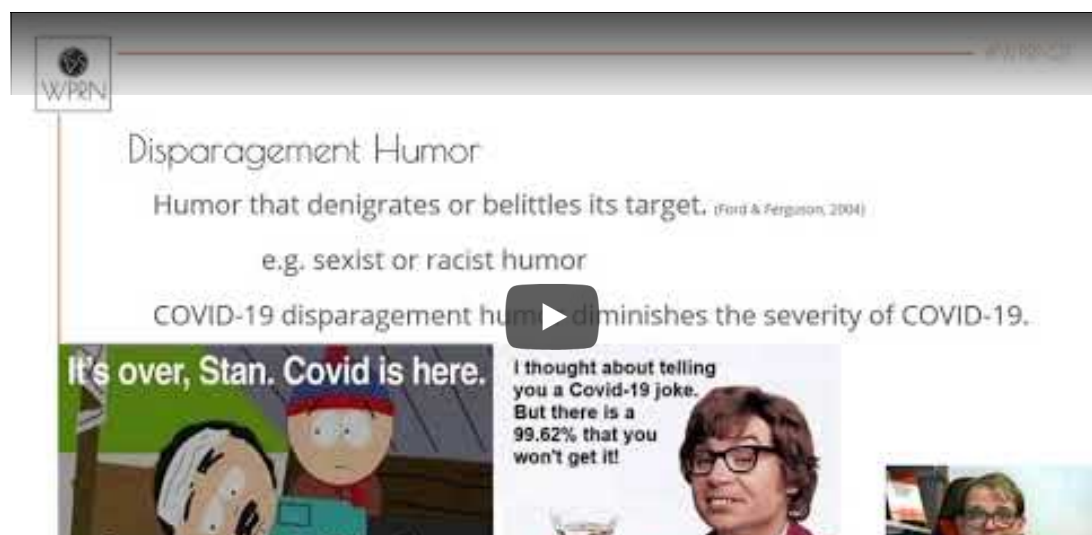 WPRN
Disparagement Humor
Humor that denigrates or belittles its target. (Ford & Ferguson, 2004)
e.g. sexist or racist humor
COVID-19 disparagement diminishes the severity of COVID-19.
It's over, Stan. Covid is here.
I thought about telling
you a Covid-19 joke.
But there is a
99.62% that you
won't get it!